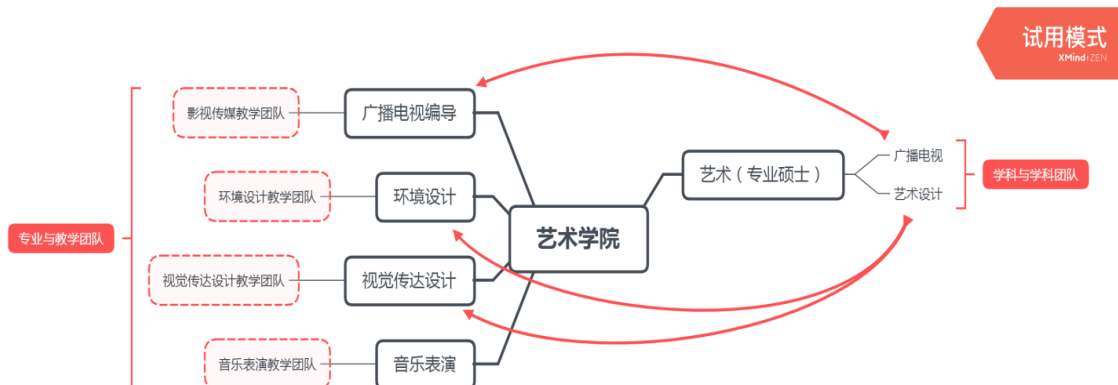 试用模式
XMind:ZEN
影视传媒教学团队
广播电视编导
环境设计教学团队
环境设计
专业与教学团队
视觉传达设计教学团队
视觉传达设计
音乐表演教学团队
音乐表演
艺术学院
艺术（专业硕士）
广播电视
艺术设计
学科与学科团队